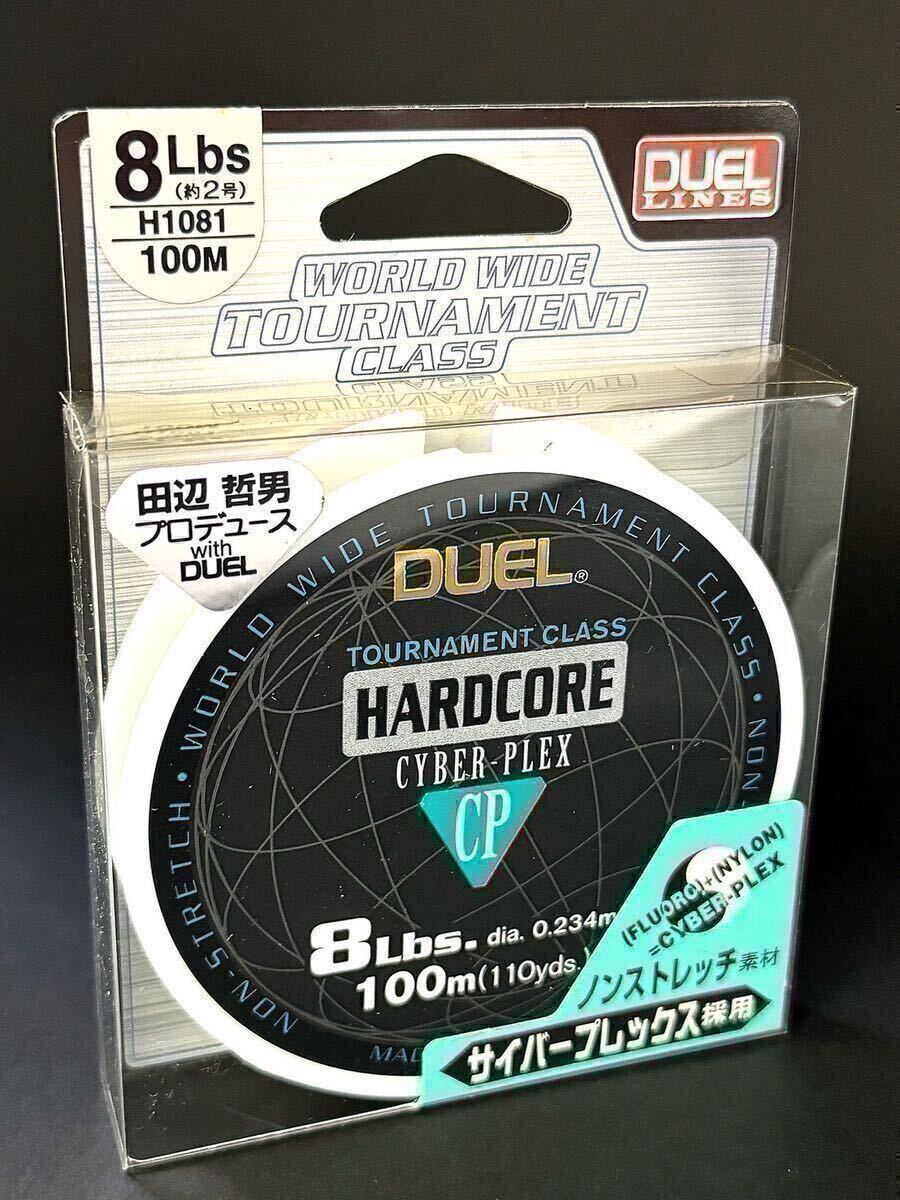 8Lbs
(約2号)
H1081
100M
DUEL
LINES
WORLD WIDE
TOURNAMENT
CLASS
田辺 哲男
プロデュース
with
DUEL
NON-STRETCH・WORLD WIDE TOURNAMENT CLASS・NON
DUEL®
TOURNAMENT CLASS
HARDCORE
CYBER-PLEX
CP
8Lbs. dia. 0.234m
100m(110yds.)
MAD
(FLUORO)+(NYLON)
=CYBER-PLEX
ノンストレッチ素材
サイバープレックス採用